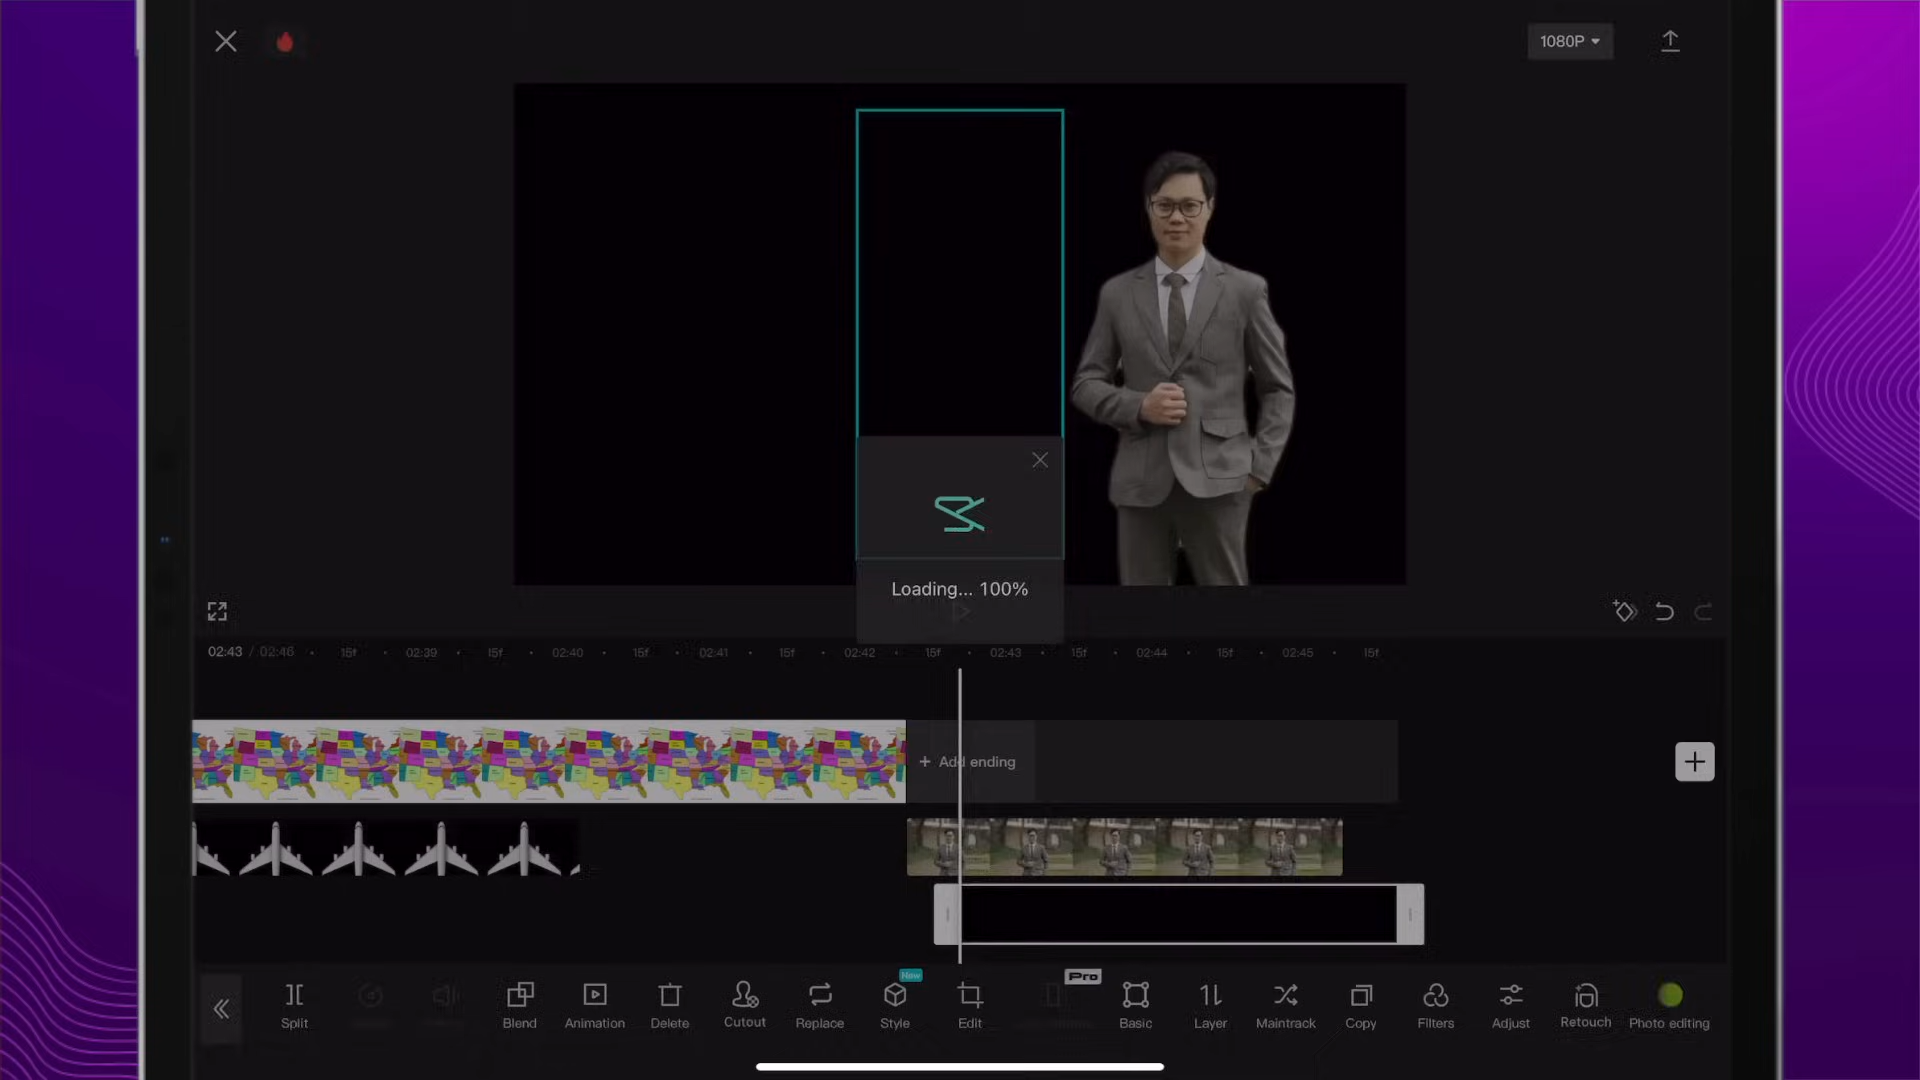 1080P
Loading... 100%
02:43 / 02:46 15f 02:39 15f 02:40 15f 02:41 15f 02:42 15f 02:43 15f 02:44 15f 02:45 15f
+ Add ending
New
Pro
Split Blend Animation Delete Cutout Replace Style Edit Basic Layer Maintrack Copy Filters Adjust Retouch Photo editing